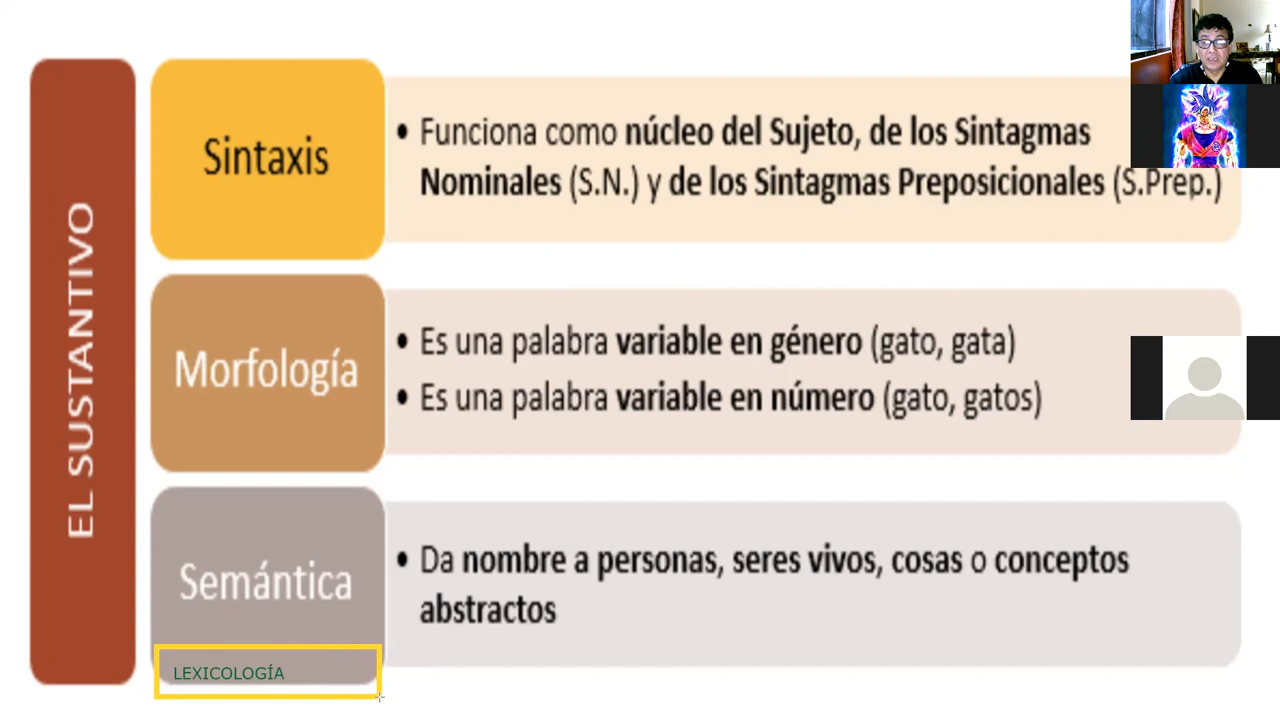 EL SUSTANTIVO
Sintaxis
• Funciona como núcleo del Sujeto, de los Sintagmas
Nominales (S.N.) y de los Sintagmas Preposicionales (S.Prep.)
Morfología
• Es una palabra variable en género (gato, gata)
• Es una palabra variable en número (gato, gatos)
Semántica
• Da nombre a personas, seres vivos, cosas o conceptos
abstractos
LEXICOLOGÍA